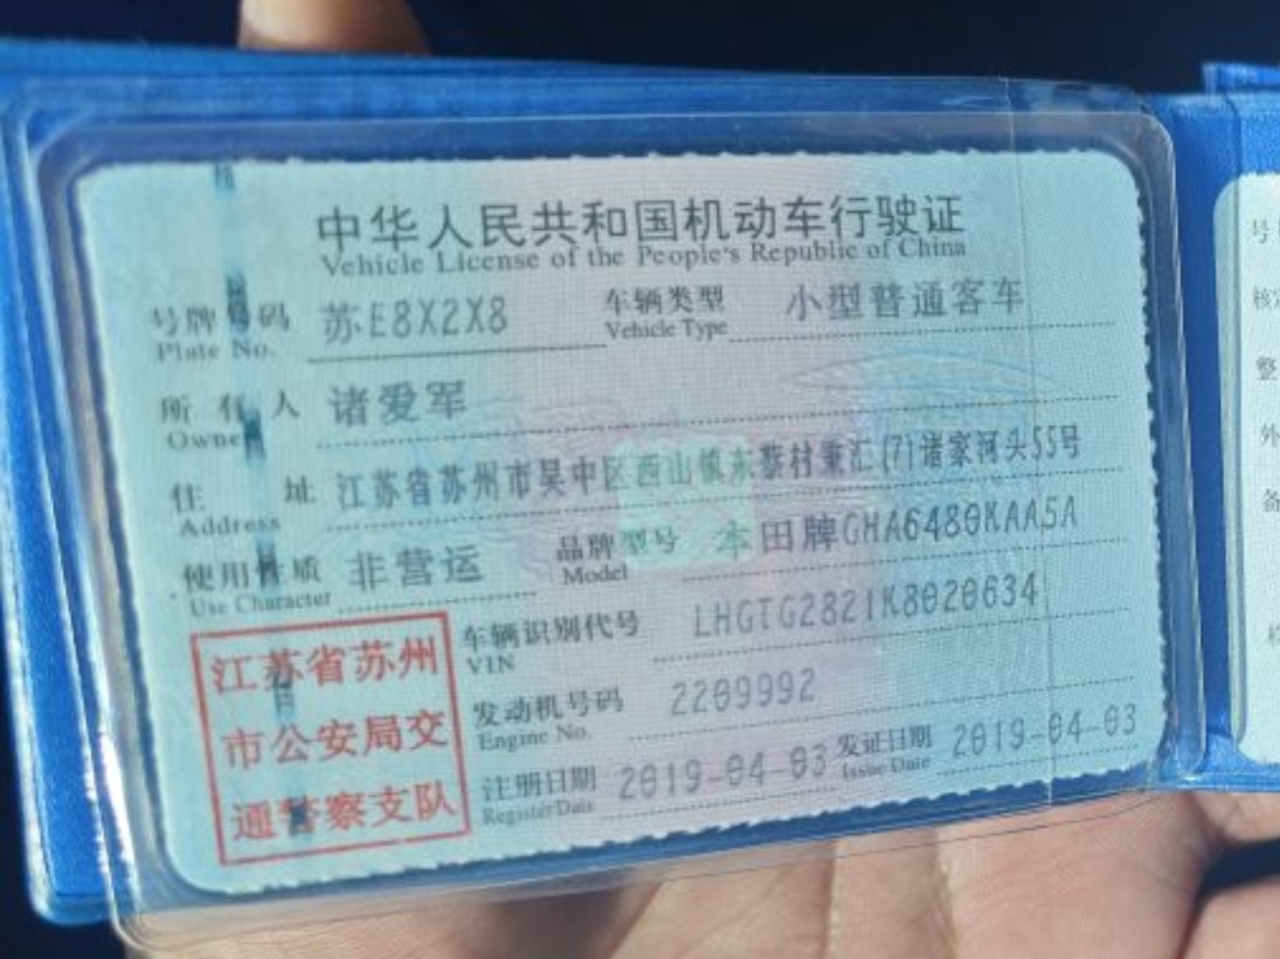 中华人民共和国机动车行驶证
Vehicle License of the People's Republic of China
号牌号码 苏E8X2X8 车辆类型 小型普通客车
Plate No. Vehicle Type
所有人 诸爱军
Owner
住址 江苏省苏州市吴中区西山镇东蔡村秉汇(7)诸家河头55号
Address
使用性质 非营运 品牌型号 本田牌GHA6480KAA5A
Use Character Model
江苏省苏州
市公安局交
通警察支队
车辆识别代号 LHGTG2821K8020634
VIN
发动机号码 2209992
Engine No.
注册日期 2019-04-03 发证日期 2019-04-03
Register Date Issue Date
号
核
整
外
备